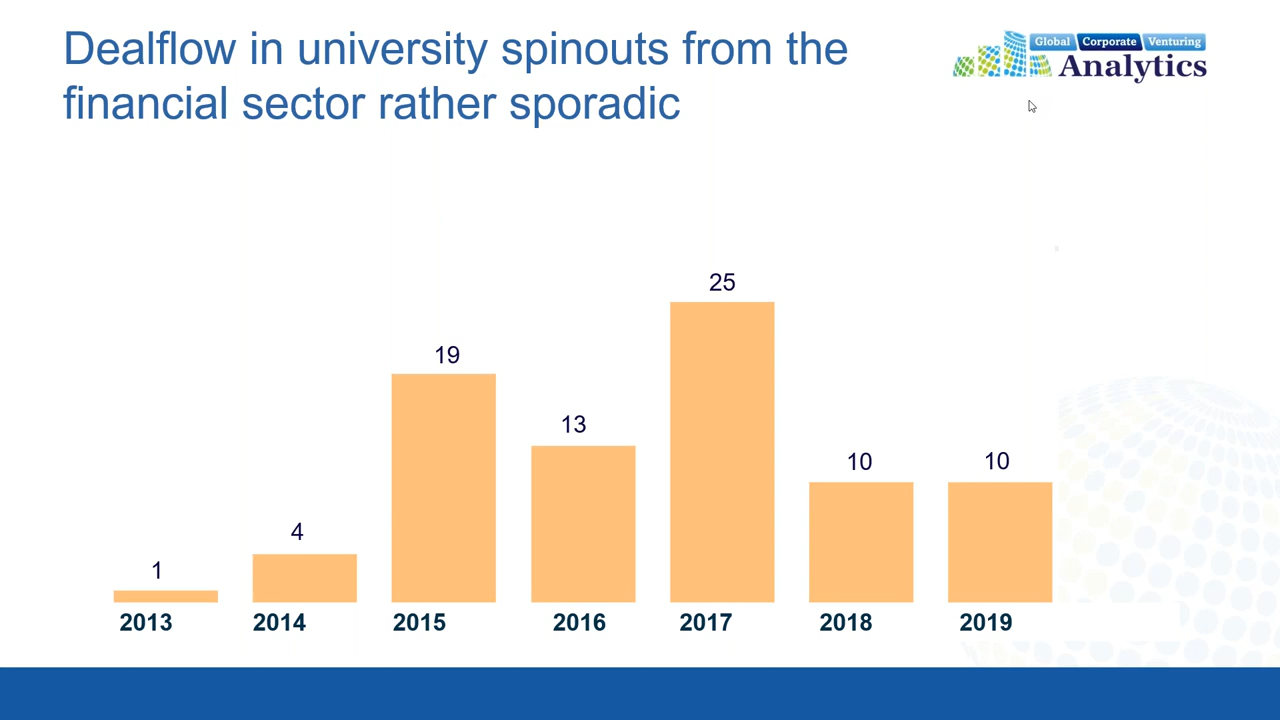 Dealflow in university spinouts from the
financial sector rather sporadic
Global Corporate Venturing
Analytics
25
19
13
10
10
4
1
2013 2014 2015 2016 2017 2018 2019